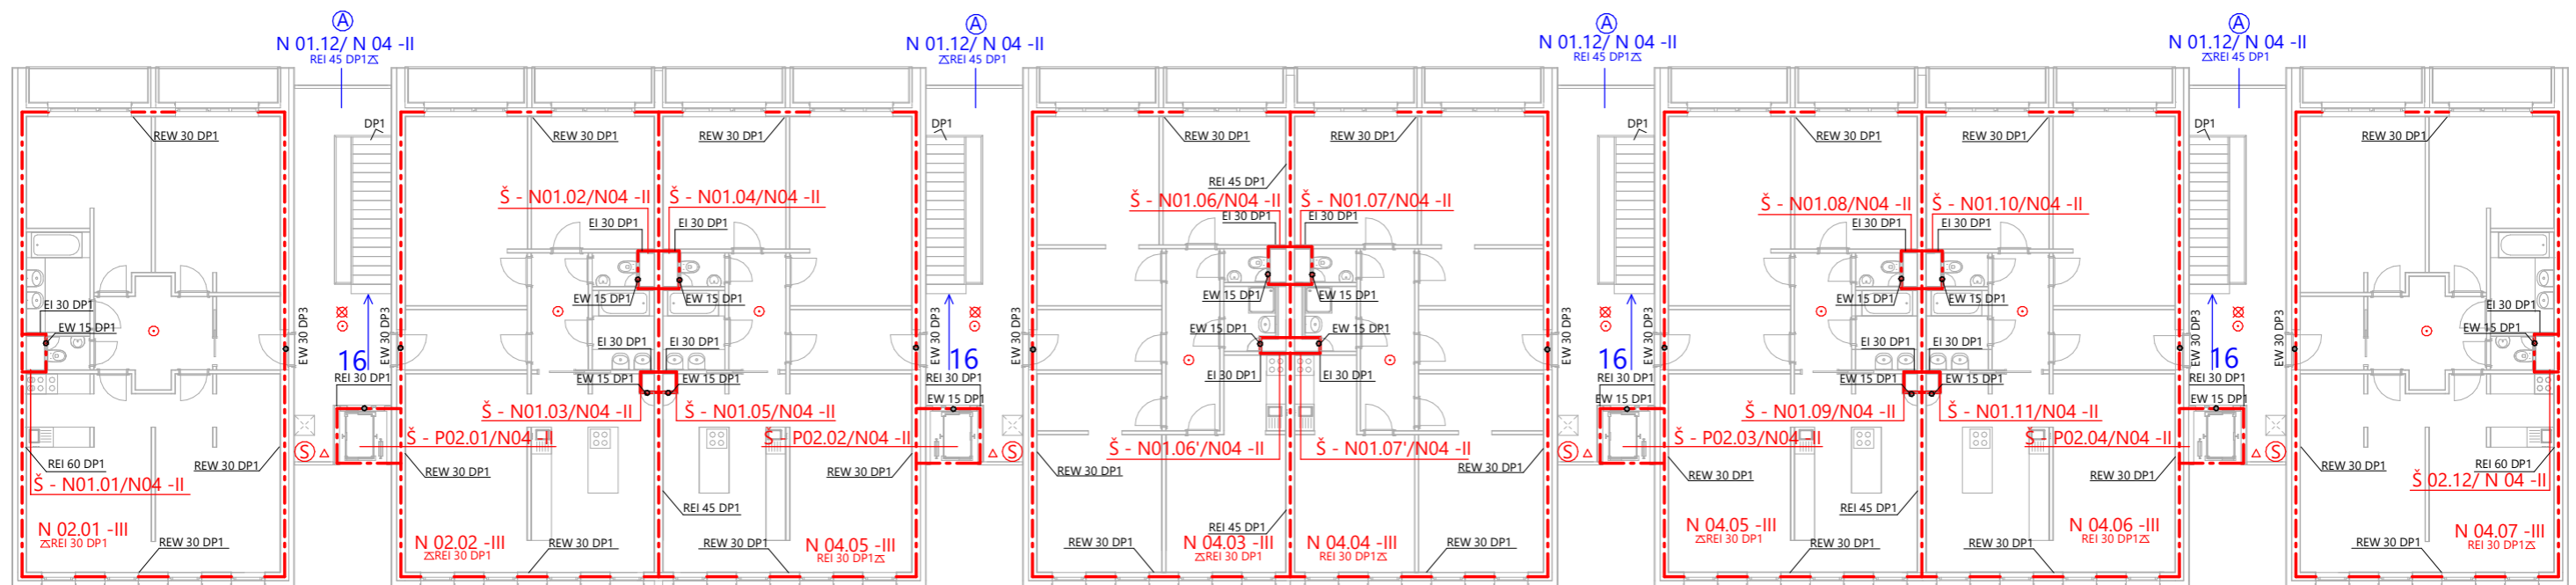 A
N 01.12/ N 04 -II
REI 45 DP1
A
N 01.12/ N 04 -II
REI 45 DP1
A
N 01.12/ N 04 -II
REI 45 DP1
A
N 01.12/ N 04 -II
REI 45 DP1
REW 30 DP1
EI 30 DP1
EW 15 DP1
REI 60 DP1
REW 30 DP1
Š - N01.01/N04 -II
N 02.01 -III
REI 30 DP1
REW 30 DP1
DP1
EW 30 DP3
16
REI 30 DP1
S
Š - P02.01/N04 -II
REW 30 DP1
REW 30 DP1
REW 30 DP1
Š - N01.02/N04 -II
Š - N01.04/N04 -II
EI 30 DP1
EI 30 DP1
EW 15 DP1
EW 15 DP1
EI 30 DP1
EI 30 DP1
EW 15 DP1
EW 15 DP1
Š - N01.03/N04 -II
Š - N01.05/N04 -II
Š - P02.02/N04 -II
REW 30 DP1
REI 45 DP1
N 02.02 -III
REI 30 DP1
REW 30 DP1
REW 30 DP1
N 04.05 -III
REI 30 DP1
DP1
EW 30 DP3
16
EW 30 DP3
REI 30 DP1
EW 15 DP1
S
REW 30 DP1
REW 30 DP1
REI 45 DP1
Š - N01.06/N04 -II
Š - N01.07/N04 -II
EI 30 DP1
EI 30 DP1
EW 15 DP1
EW 15 DP1
EW 15 DP1
EW 15 DP1
EI 30 DP1
EI 30 DP1
Š - N01.06'/N04 -II
Š - N01.07'/N04 -II
REW 30 DP1
REW 30 DP1
REI 45 DP1
REW 30 DP1
N 04.03 -III
REI 30 DP1
N 04.04 -III
REI 30 DP1
REW 30 DP1
DP1
EW 30 DP3
16
EW 30 DP3
REI 30 DP1
EW 15 DP1
S
Š - P02.03/N04 -II
REW 30 DP1
REW 30 DP1
REW 30 DP1
Š - N01.08/N04 -II
Š - N01.10/N04 -II
EI 30 DP1
EI 30 DP1
EW 15 DP1
EW 15 DP1
EI 30 DP1
EI 30 DP1
EW 15 DP1
EW 15 DP1
Š - N01.09/N04 -II
Š - N01.11/N04 -II
Š - P02.04/N04 -II
REW 30 DP1
REI 45 DP1
N 04.05 -III
REI 30 DP1
REW 30 DP1
REW 30 DP1
N 04.06 -III
REI 30 DP1
DP1
EW 30 DP3
16
EW 30 DP3
REI 30 DP1
EW 15 DP1
S
REW 30 DP1
EI 30 DP1
EW 15 DP1
REW 30 DP1
REI 60 DP1
Š 02.12/ N 04 -II
N 04.07 -III
REI 30 DP1
REW 30 DP1